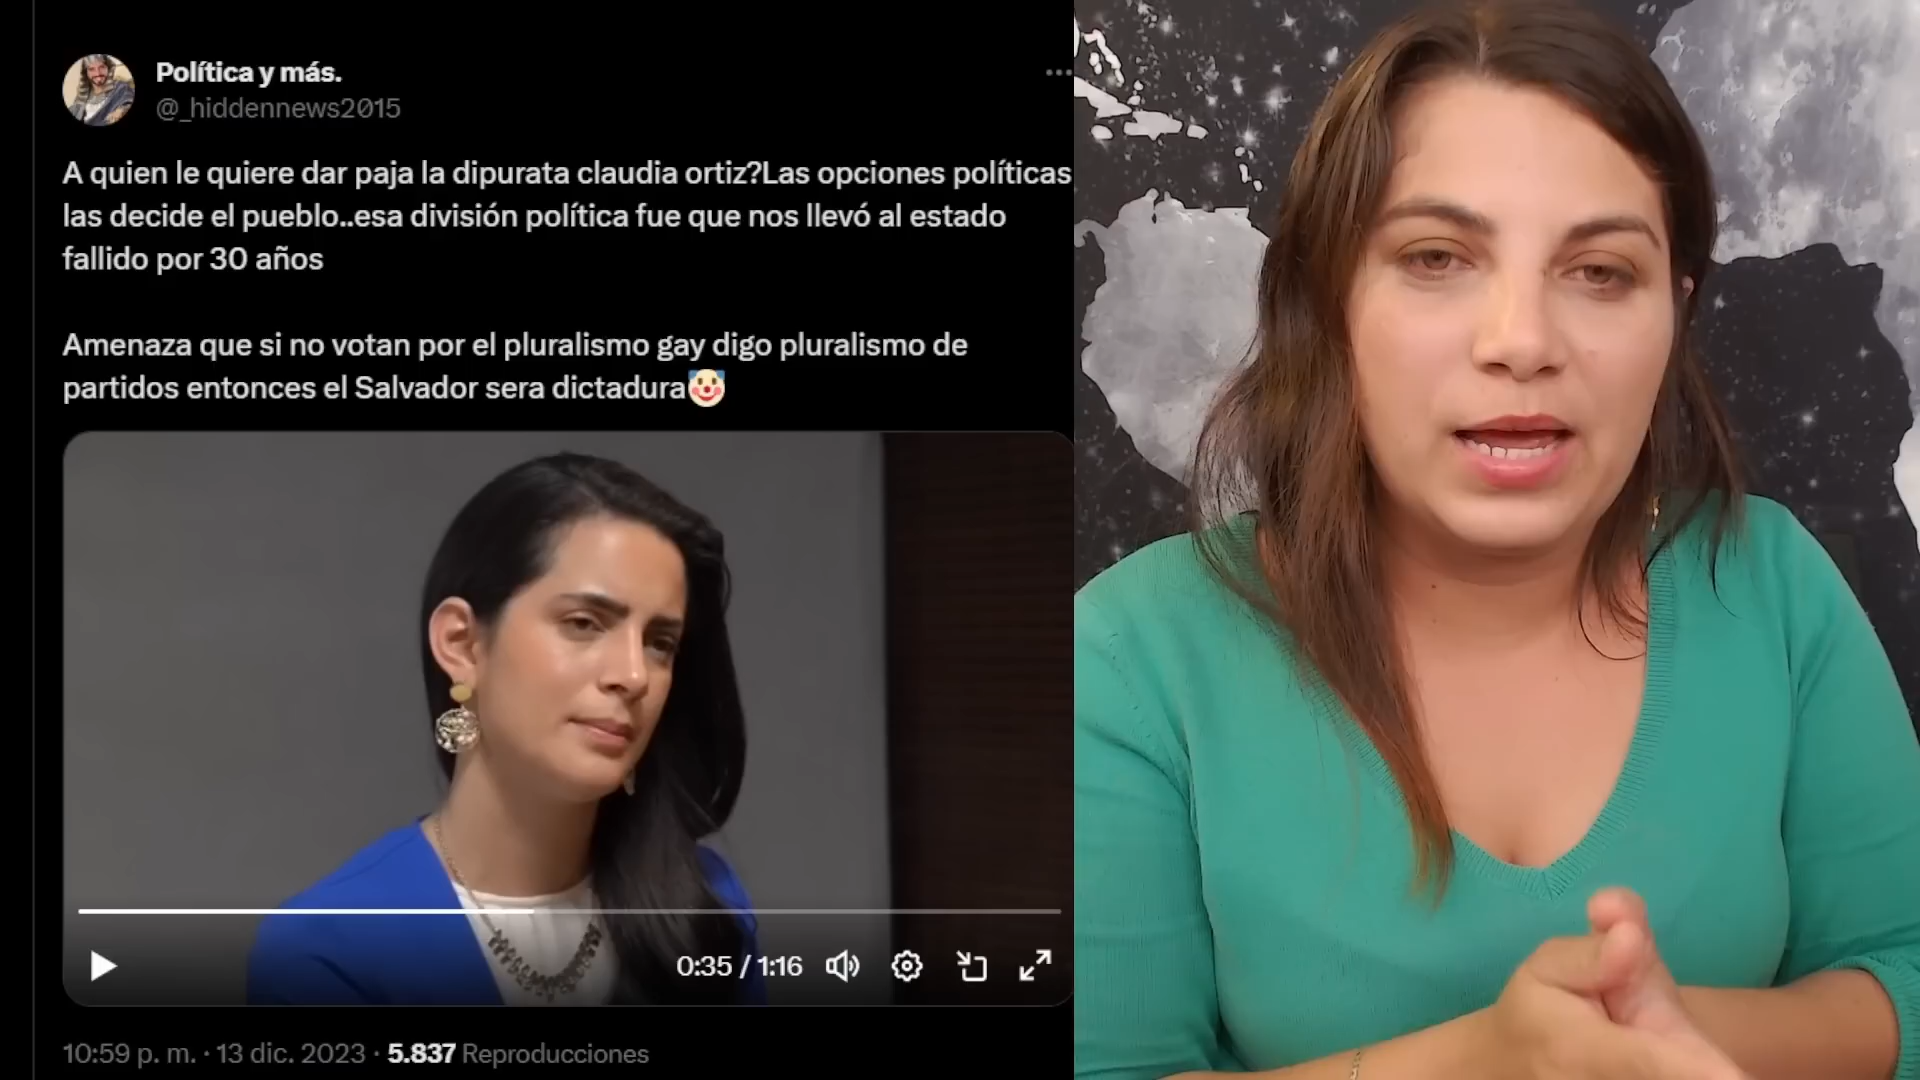 Política y más.
@_hiddennews2015
A quien le quiere dar paja la dipurata claudia ortiz?Las opciones políticas
las decide el pueblo..esa división política fue que nos llevó al estado
fallido por 30 años
Amenaza que si no votan por el pluralismo gay digo pluralismo de
partidos entonces el Salvador sera dictadura🤡
0:35 / 1:16
10:59 p. m. · 13 dic. 2023 · 5.837 Reproducciones